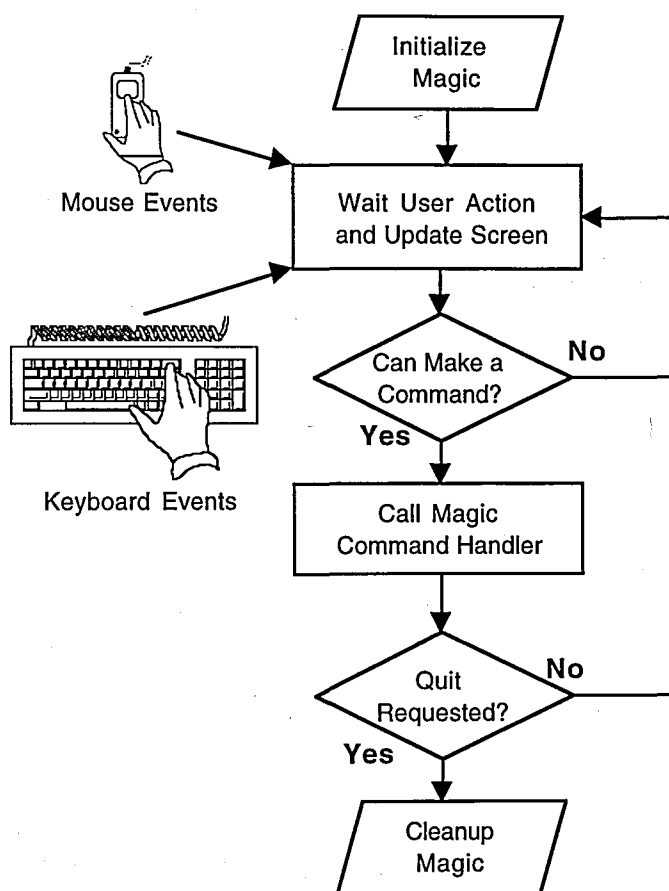 Initialize
Magic
Mouse Events
Wait User Action
and Update Screen
Can Make a
Command?
No
Yes
Keyboard Events
Call Magic
Command Handler
Quit
Requested?
No
Yes
Cleanup
Magic